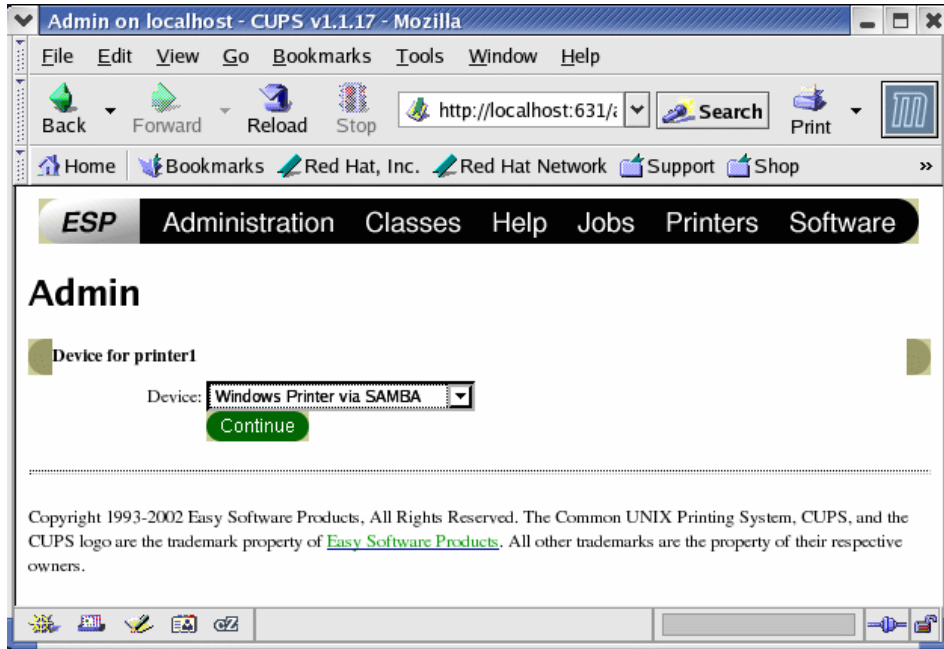 Admin on localhost - CUPS v1.1.17 - Mozilla
File Edit View Go Bookmarks Tools Window Help
Back Forward Reload Stop http://localhost:631/a Search Print
Home Bookmarks Red Hat, Inc. Red Hat Network Support Shop »
ESP Administration Classes Help Jobs Printers Software
Admin
Device for printer1
Device: Windows Printer via SAMBA
Continue
Copyright 1993-2002 Easy Software Products, All Rights Reserved. The Common UNIX Printing System, CUPS, and the
CUPS logo are the trademark property of Easy Software Products. All other trademarks are the property of their respective
owners.